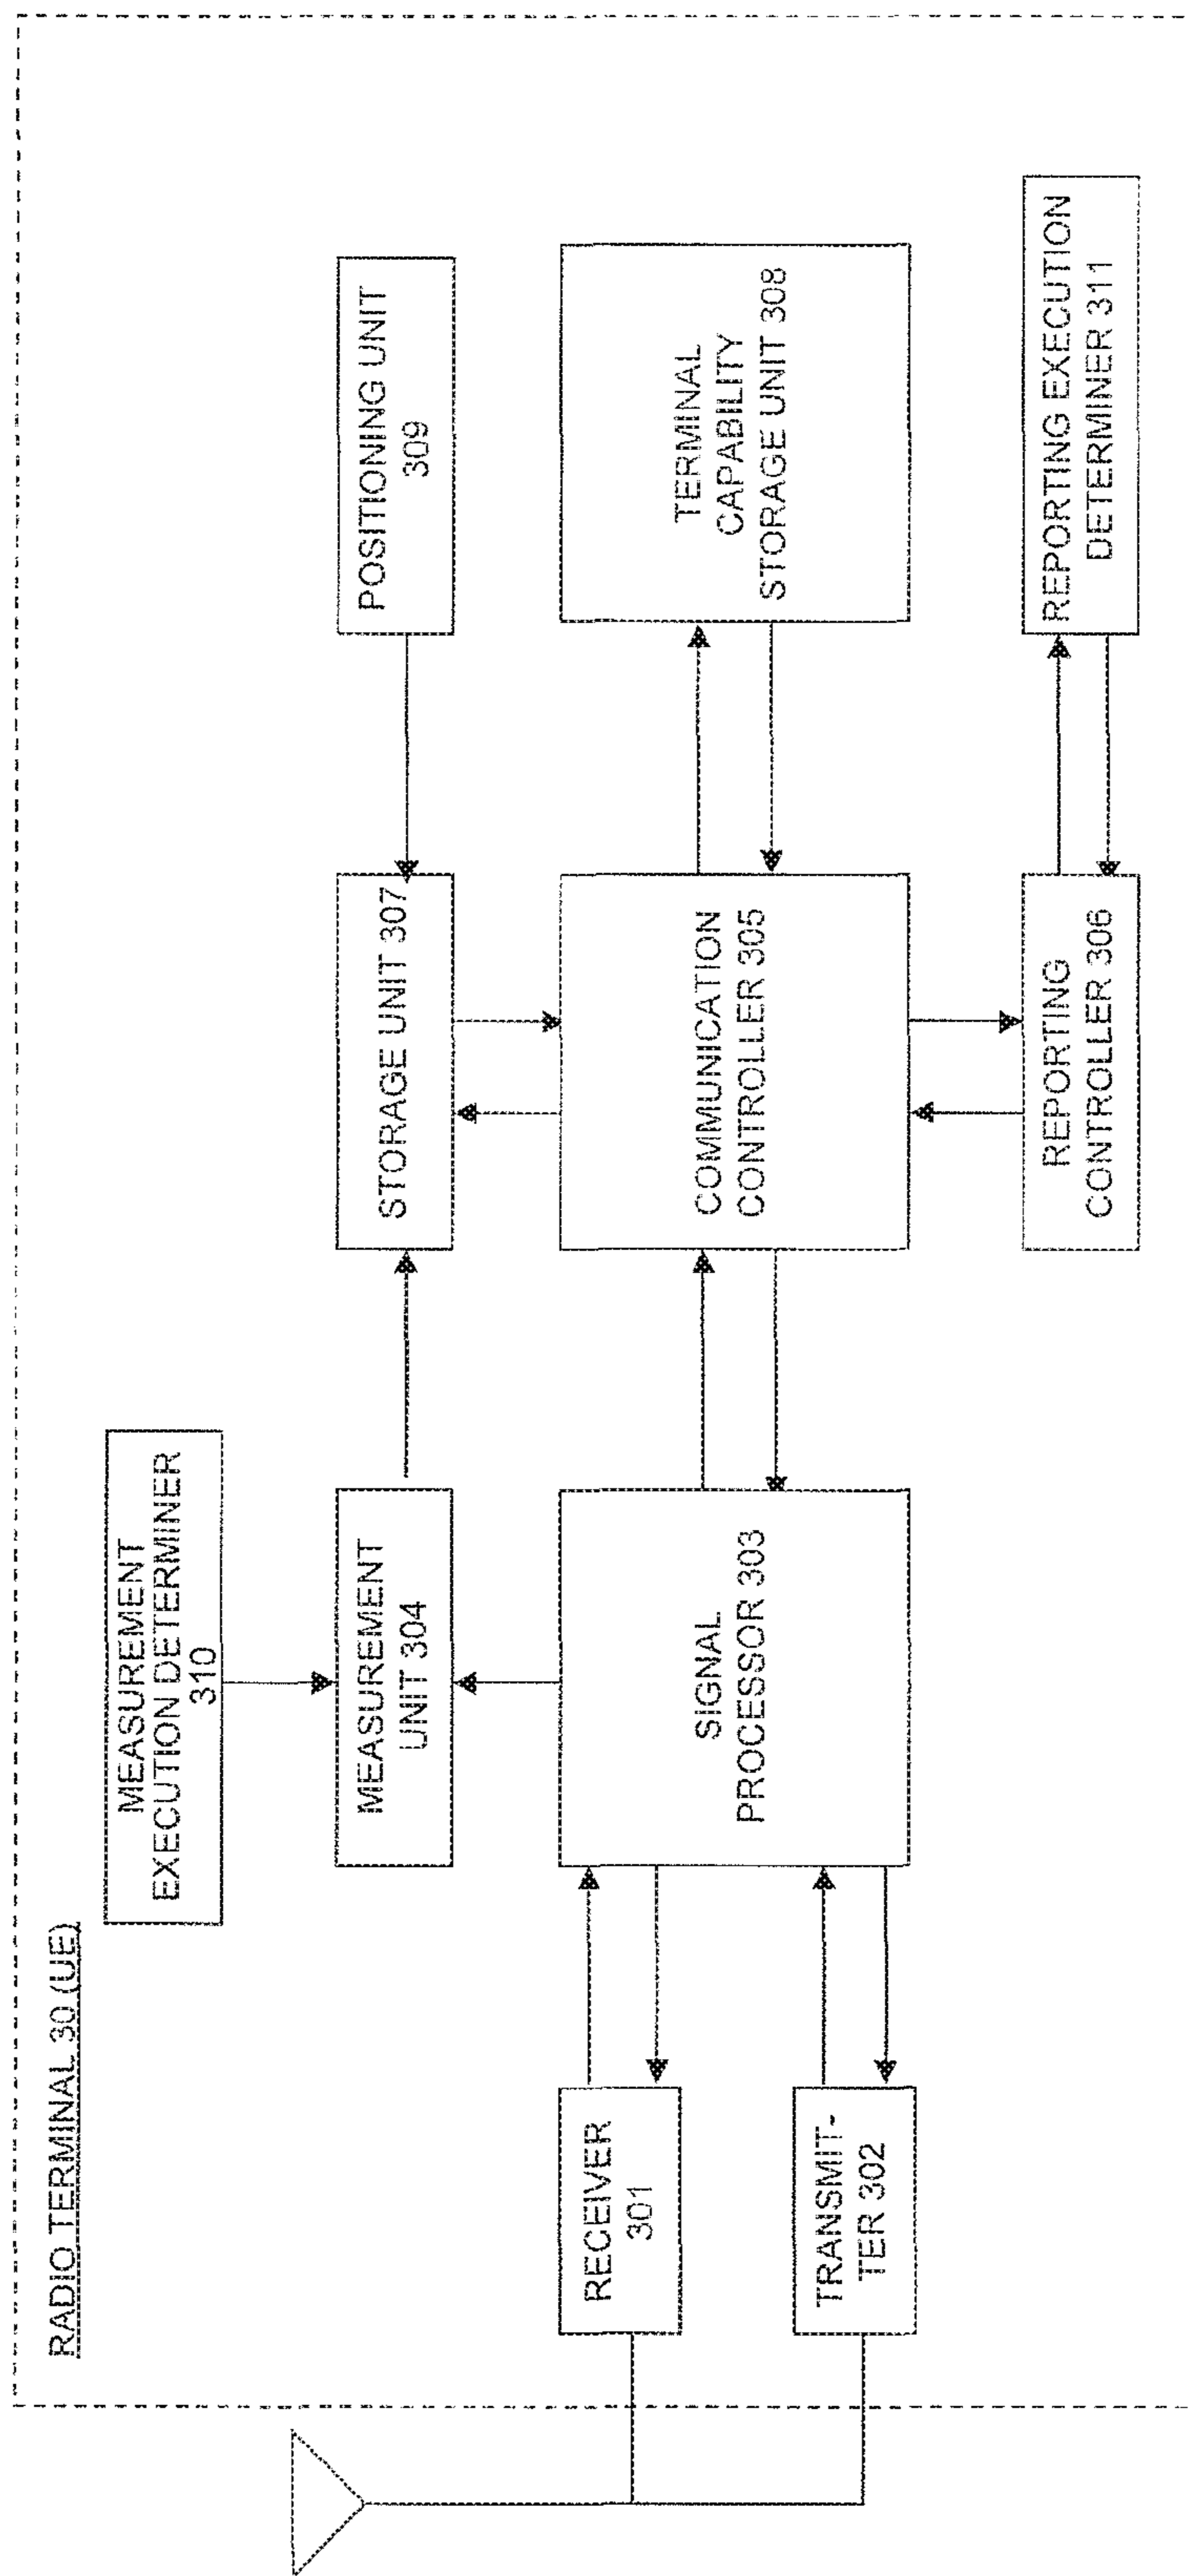 RADIO TERMINAL 30 (UE)
MEASUREMENT
EXECUTION DETERMINER
310
MEASUREMENT
UNIT 304
STORAGE UNIT 307
POSITIONING UNIT
309
RECEIVER
301
TRANSMIT-
TER 302
SIGNAL
PROCESSOR 303
COMMUNICATION
CONTROLLER 305
TERMINAL
CAPABILITY
STORAGE UNIT 308
REPORTING
CONTROLLER 306
REPORTING EXECUTION
DETERMINER 311